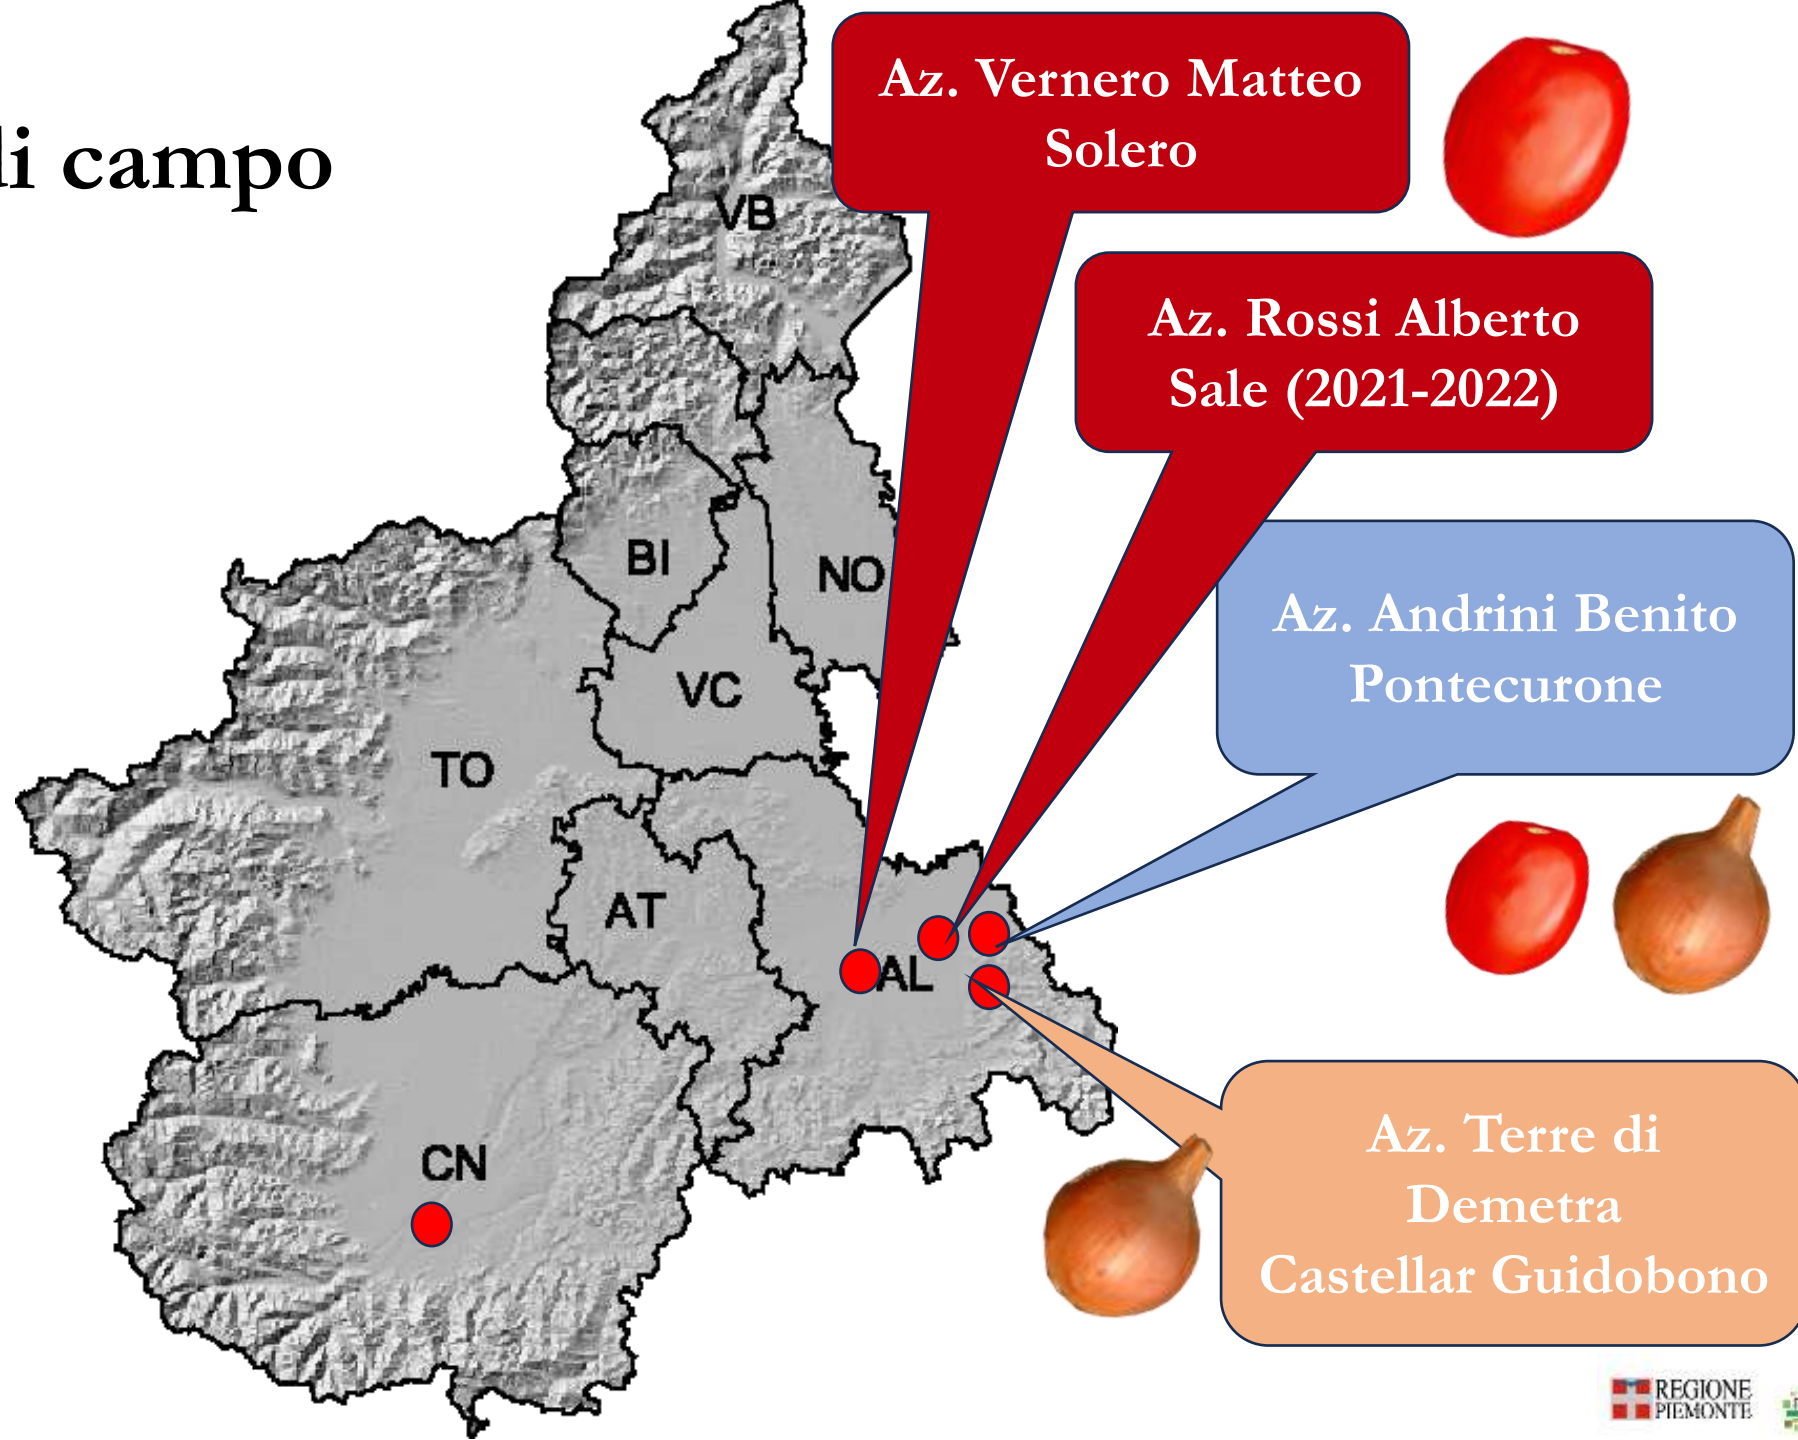 di campo
Az. Vernero Matteo
Solero
Az. Rossi Alberto
Sale (2021-2022)
Az. Andrini Benito
Pontecurone
Az. Terre di
Demetra
Castellar Guidobono
VB
BI
NO
VC
TO
AT
AL
CN
REGIONE
PIEMONTE